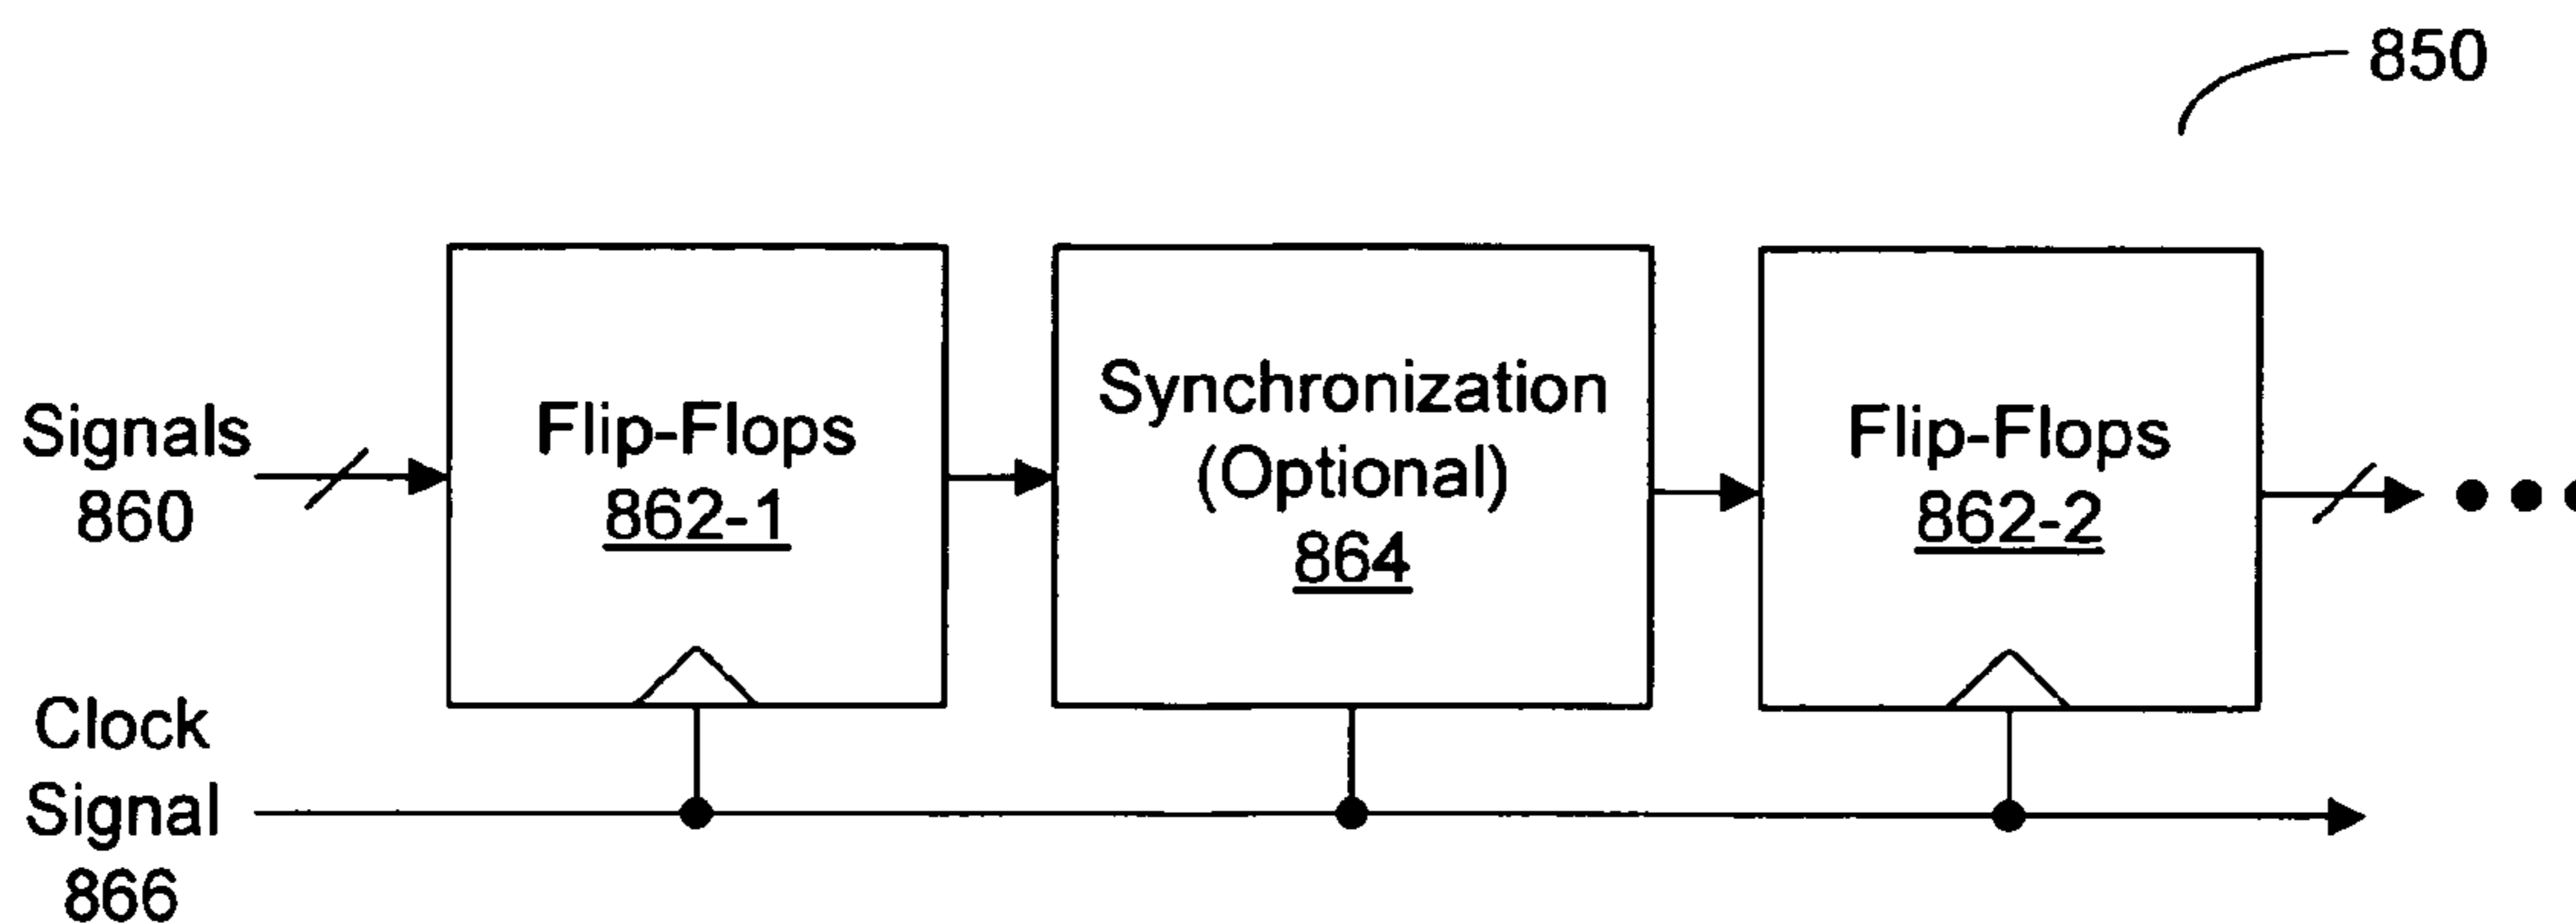 850
Signals
860
Flip-Flops
862-1
Synchronization
(Optional)
864
Flip-Flops
862-2
Clock
Signal
866